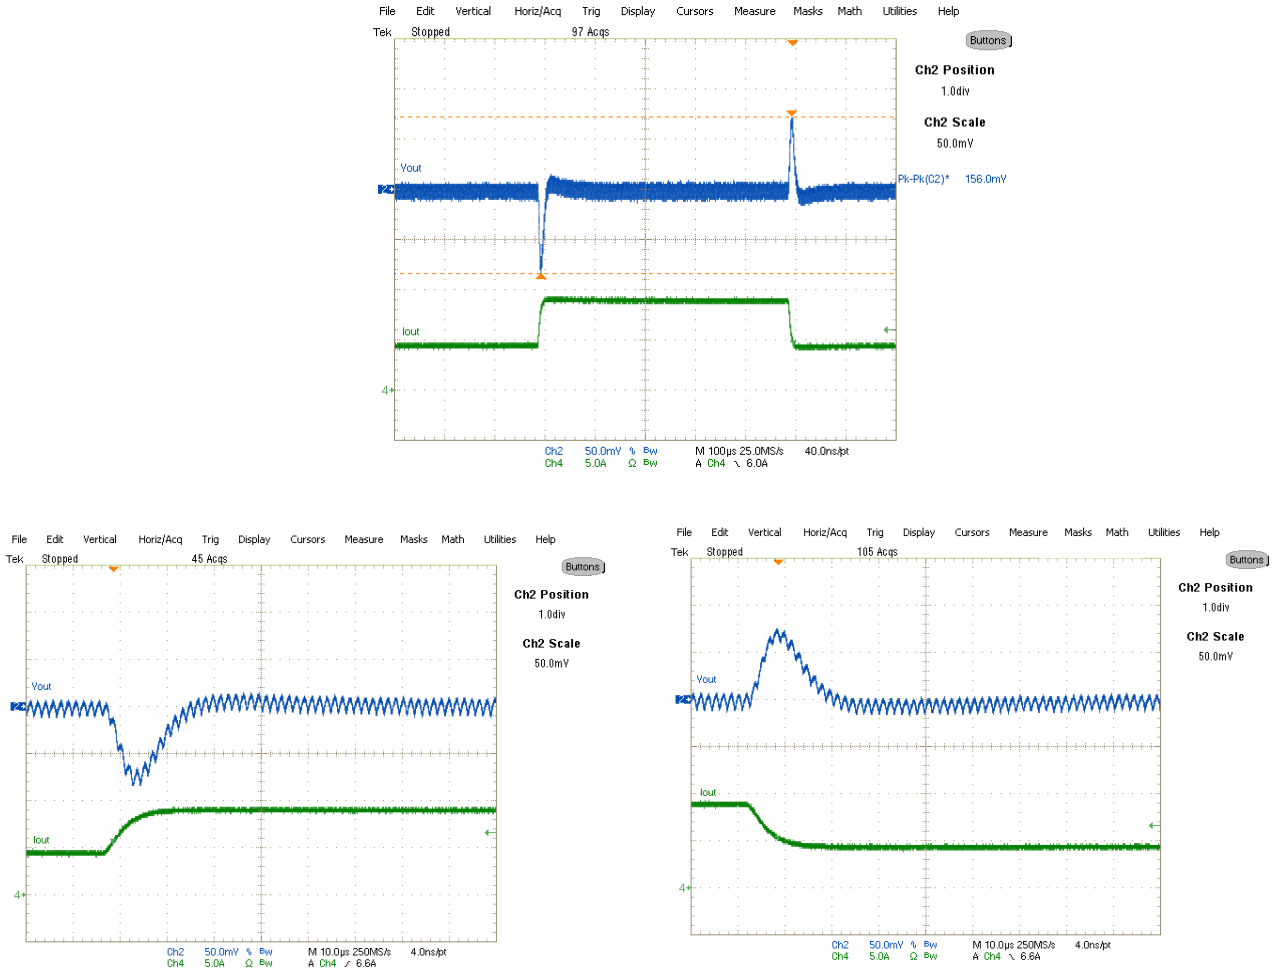 File Edit Vertical Horiz/Acq Trig Display Cursors Measure Masks Math Utilities Help
Tek Stopped 97 Acqs
Buttons
Ch2 Position
1.0div
Ch2 Scale
50.0mV
Vout
2
Pk-Pk(C2)* 156.0mV
Iout
4
Ch2 50.0mV % Bw M 100µs 25.0MS/s 40.0ns/pt
Ch4 5.0A Ω Bw A Ch4 \ 6.0A
File Edit Vertical Horiz/Acq Trig Display Cursors Measure Masks Math Utilities Help
Tek Stopped 45 Acqs
Buttons
Ch2 Position
1.0div
Ch2 Scale
50.0mV
Vout
2
Iout
4
Ch2 50.0mV % Bw M 10.0µs 250MS/s 4.0ns/pt
Ch4 5.0A Ω Bw A Ch4 / 6.6A
File Edit Vertical Horiz/Acq Trig Display Cursors Measure Masks Math Utilities Help
Tek Stopped 105 Acqs
Buttons
Ch2 Position
1.0div
Ch2 Scale
50.0mV
Vout
2
Iout
4
Ch2 50.0mV % Bw M 10.0µs 250MS/s 4.0ns/pt
Ch4 5.0A Ω Bw A Ch4 \ 6.6A